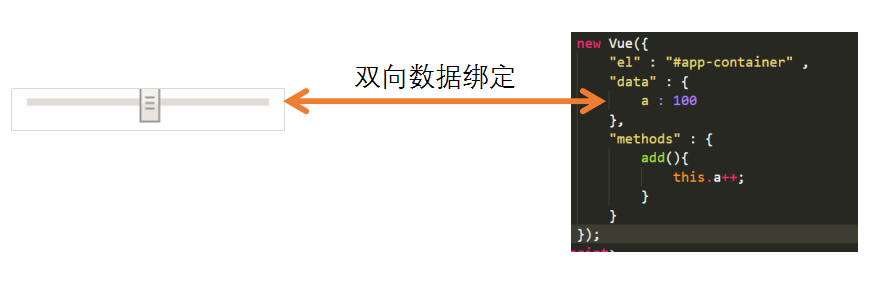 双向数据绑定
new Vue({
"el" : "#app-container" ,
"data" : {
a : 100
},
"methods" : {
add(){
this.a++;
}
}
});